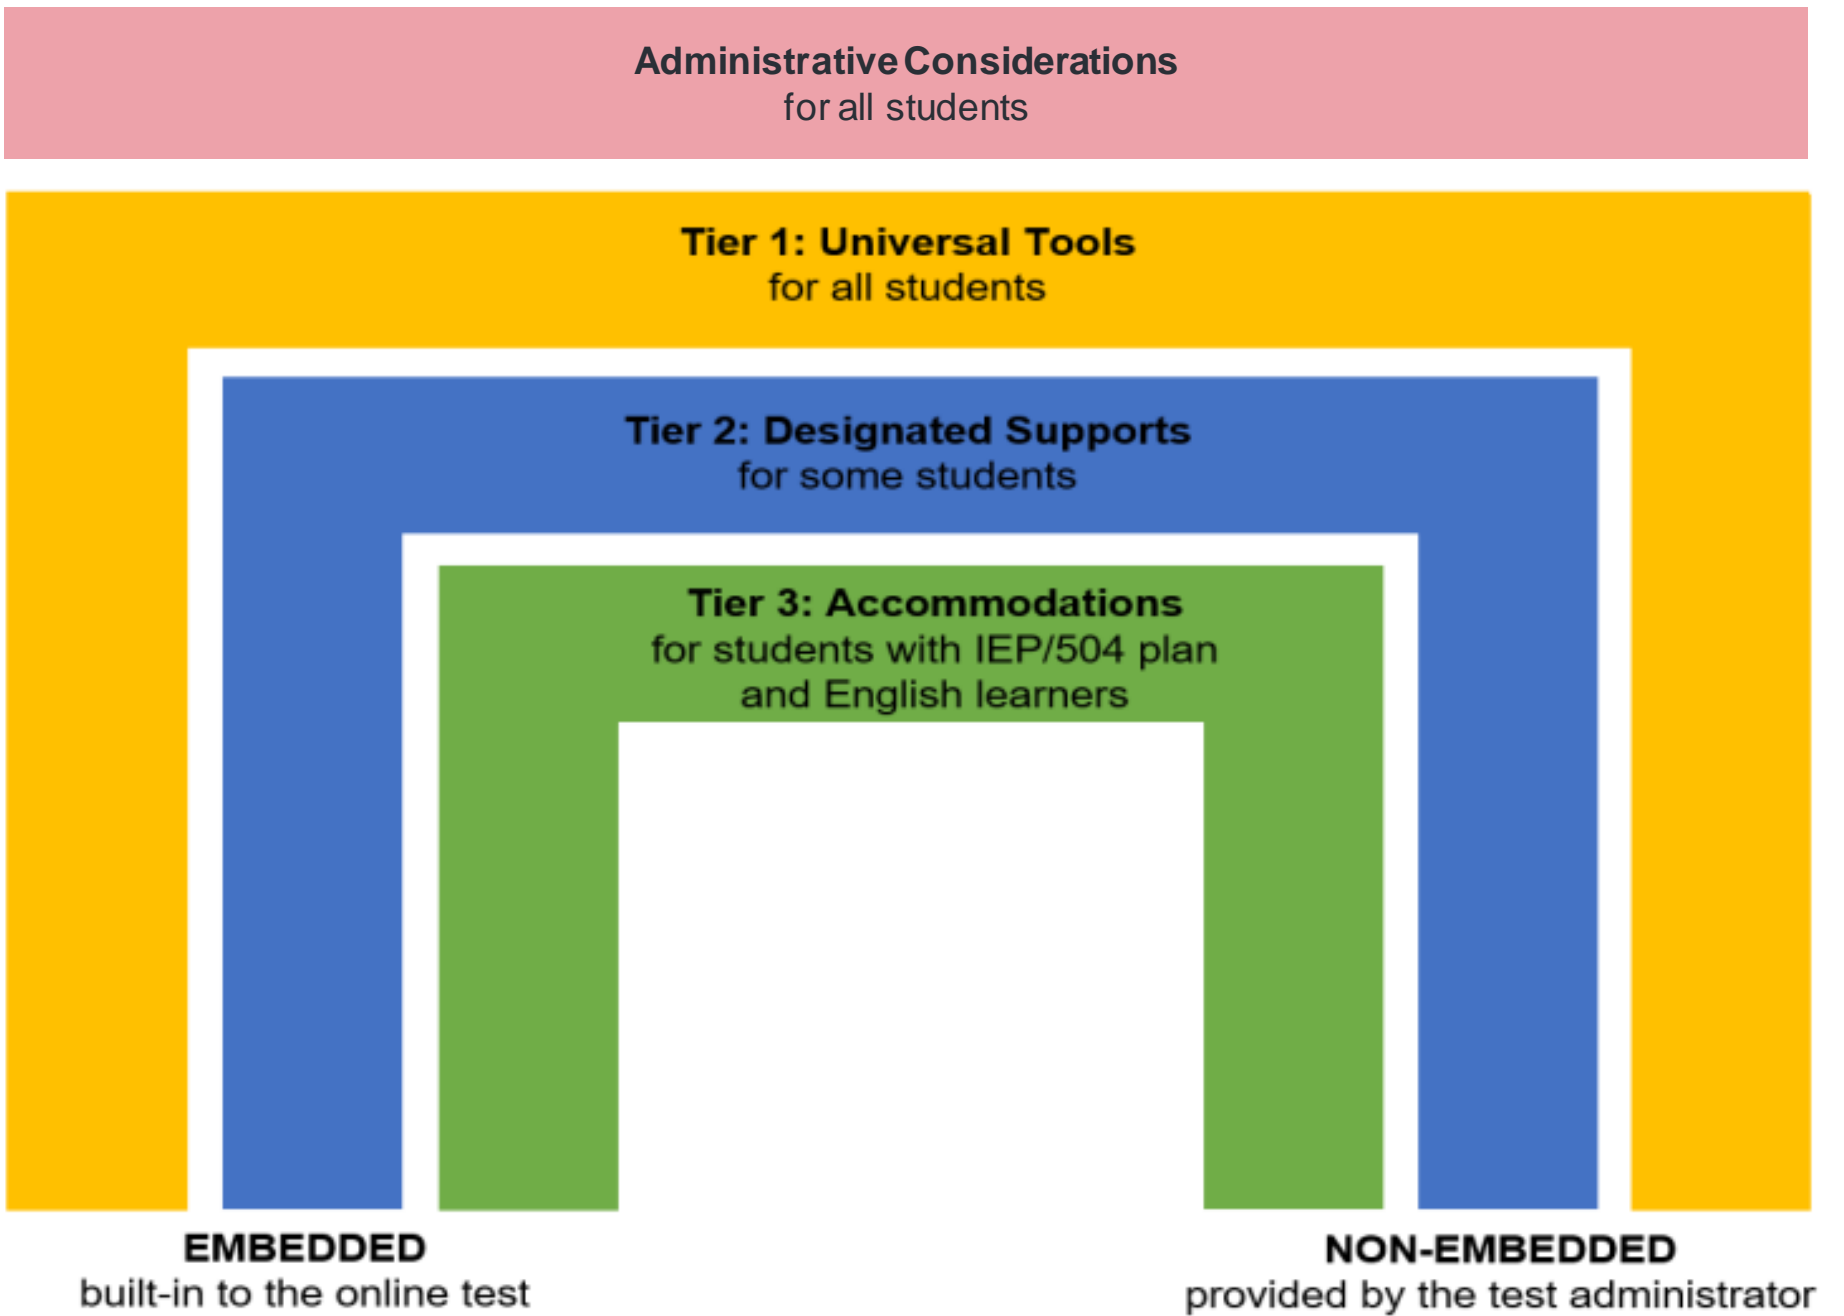 Administrative Considerations
for all students
Tier 1: Universal Tools
for all students
Tier 2: Designated Supports
for some students
Tier 3: Accommodations
for students with IEP/504 plan
and English learners
EMBEDDED
built-in to the online test
NON-EMBEDDED
provided by the test administrator